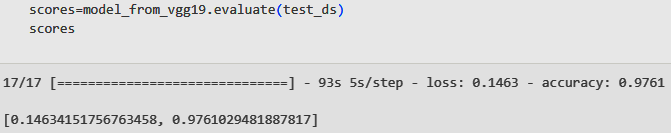 scores=model_from_vgg19.evaluate(test_ds)
scores
17/17 [==============================] - 93s 5s/step - loss: 0.1463 - accuracy: 0.9761
[0.14634151756763458, 0.9761029481887817]